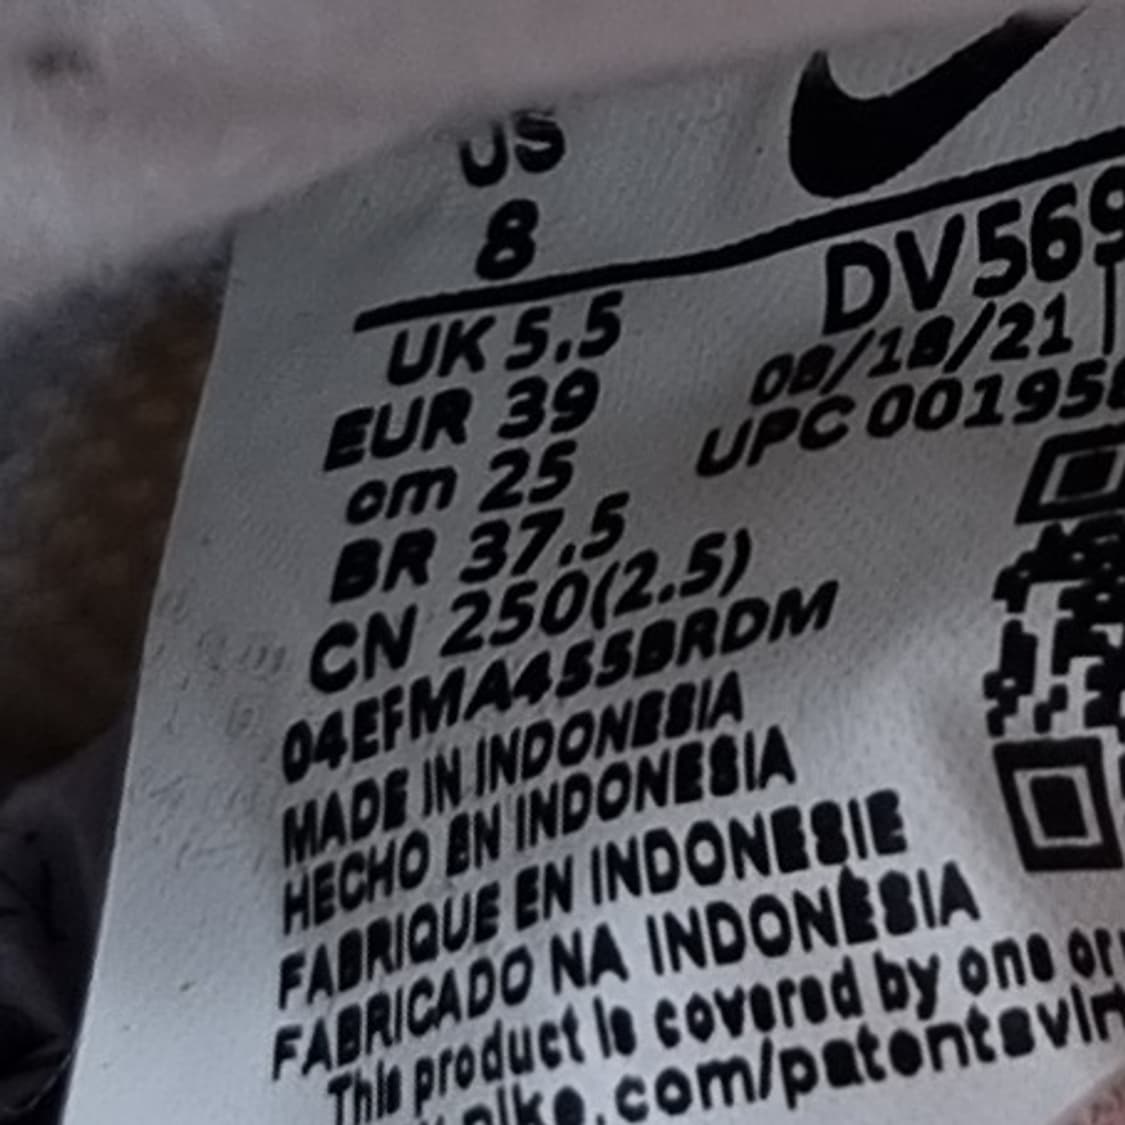 US
8
UK 5.5
EUR 39
cm 25
BR 37.5
CN 250(2.5)
04EFMA455BRDM
MADE IN INDONESIA
HECHO EN INDONESIA
FABRIQUE EN INDONESIE
FABRICADO NA INDONÉSIA
This product is covered by one or
nike.com/patentsvir
DV569
08/18/21
UPC 001958